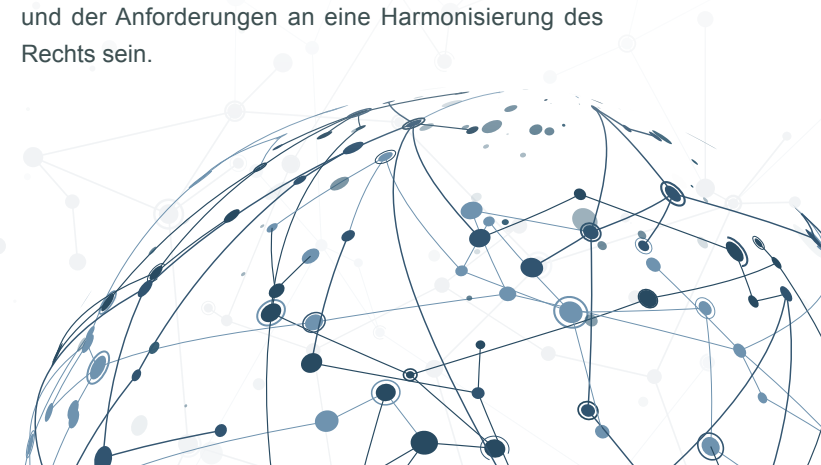 und der Anforderungen an eine Harmonisierung des
Rechts sein.